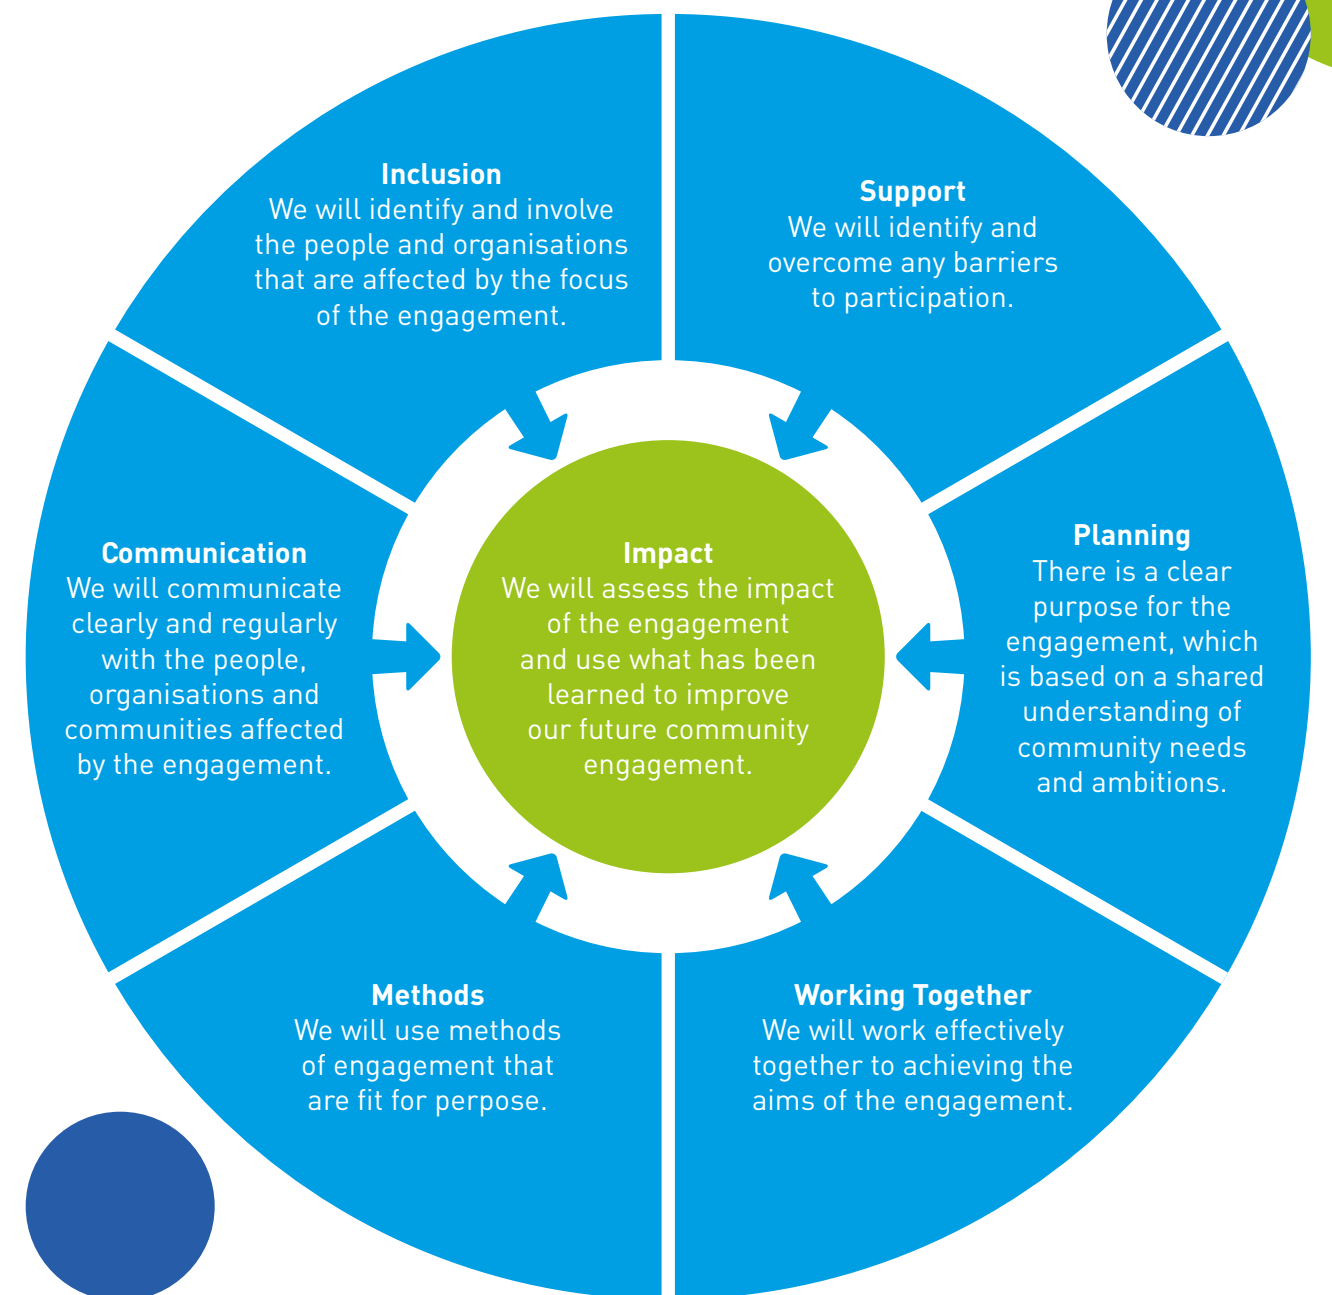 Inclusion
We will identify and involve
the people and organisations
that are affected by the focus
of the engagement.
Support
We will identify and
overcome any barriers
to participation.
Communication
We will communicate
clearly and regularly
with the people,
organisations and
communities affected
by the engagement.
Impact
We will assess the impact
of the engagement
and use what has been
learned to improve
our future community
engagement.
Planning
There is a clear
purpose for the
engagement, which
is based on a shared
understanding of
community needs
and ambitions.
Methods
We will use methods
of engagement that
are fit for perpose.
Working Together
We will work effectively
together to achieving the
aims of the engagement.